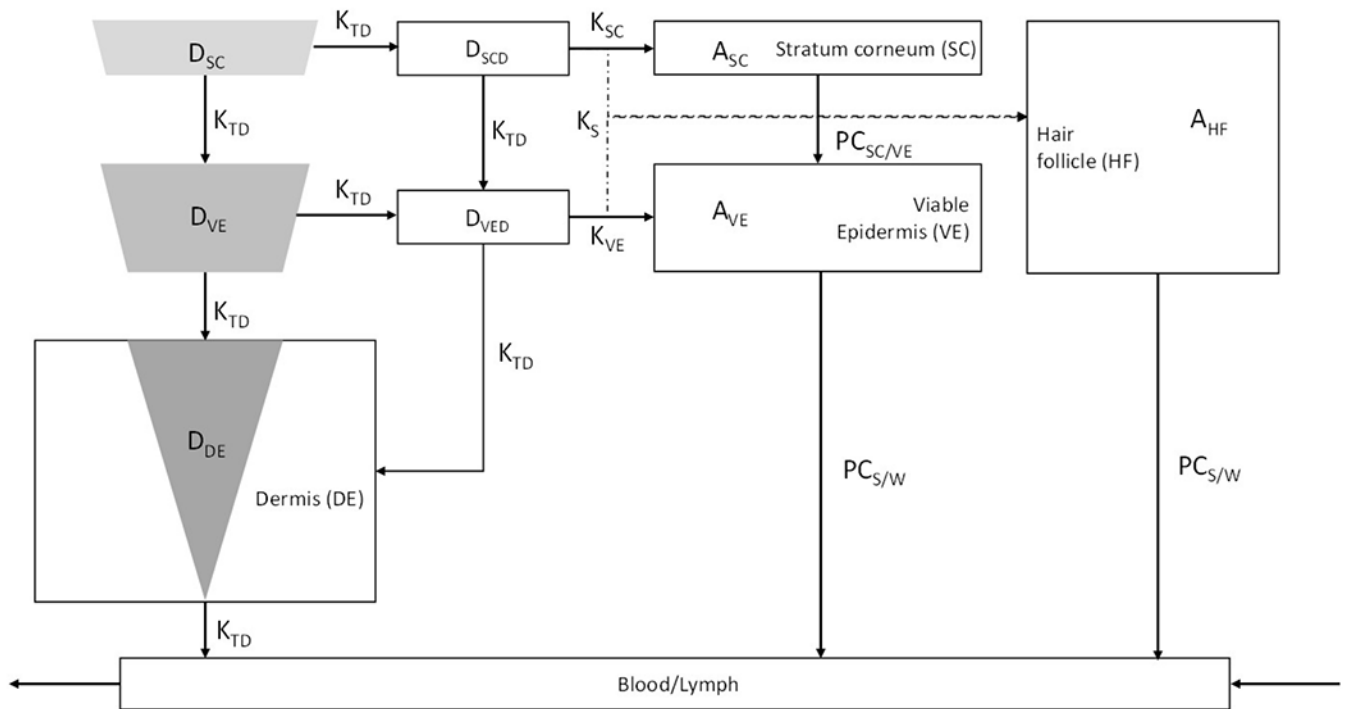 K_TD
K_SC
D_SC
D_SCD
A_SC
Stratum corneum (SC)
K_TD
K_TD
K_S
PC_SC/VE
Hair
follicle (HF)
A_HF
K_TD
D_VE
D_VED
K_VE
A_VE
Viable
Epidermis (VE)
K_TD
K_TD
D_DE
Dermis (DE)
PC_S/W
PC_S/W
K_TD
Blood/Lymph